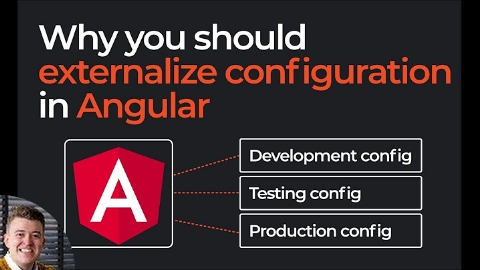 Why you should
externalize configuration
in Angular
A
Development config
Testing config
Production config